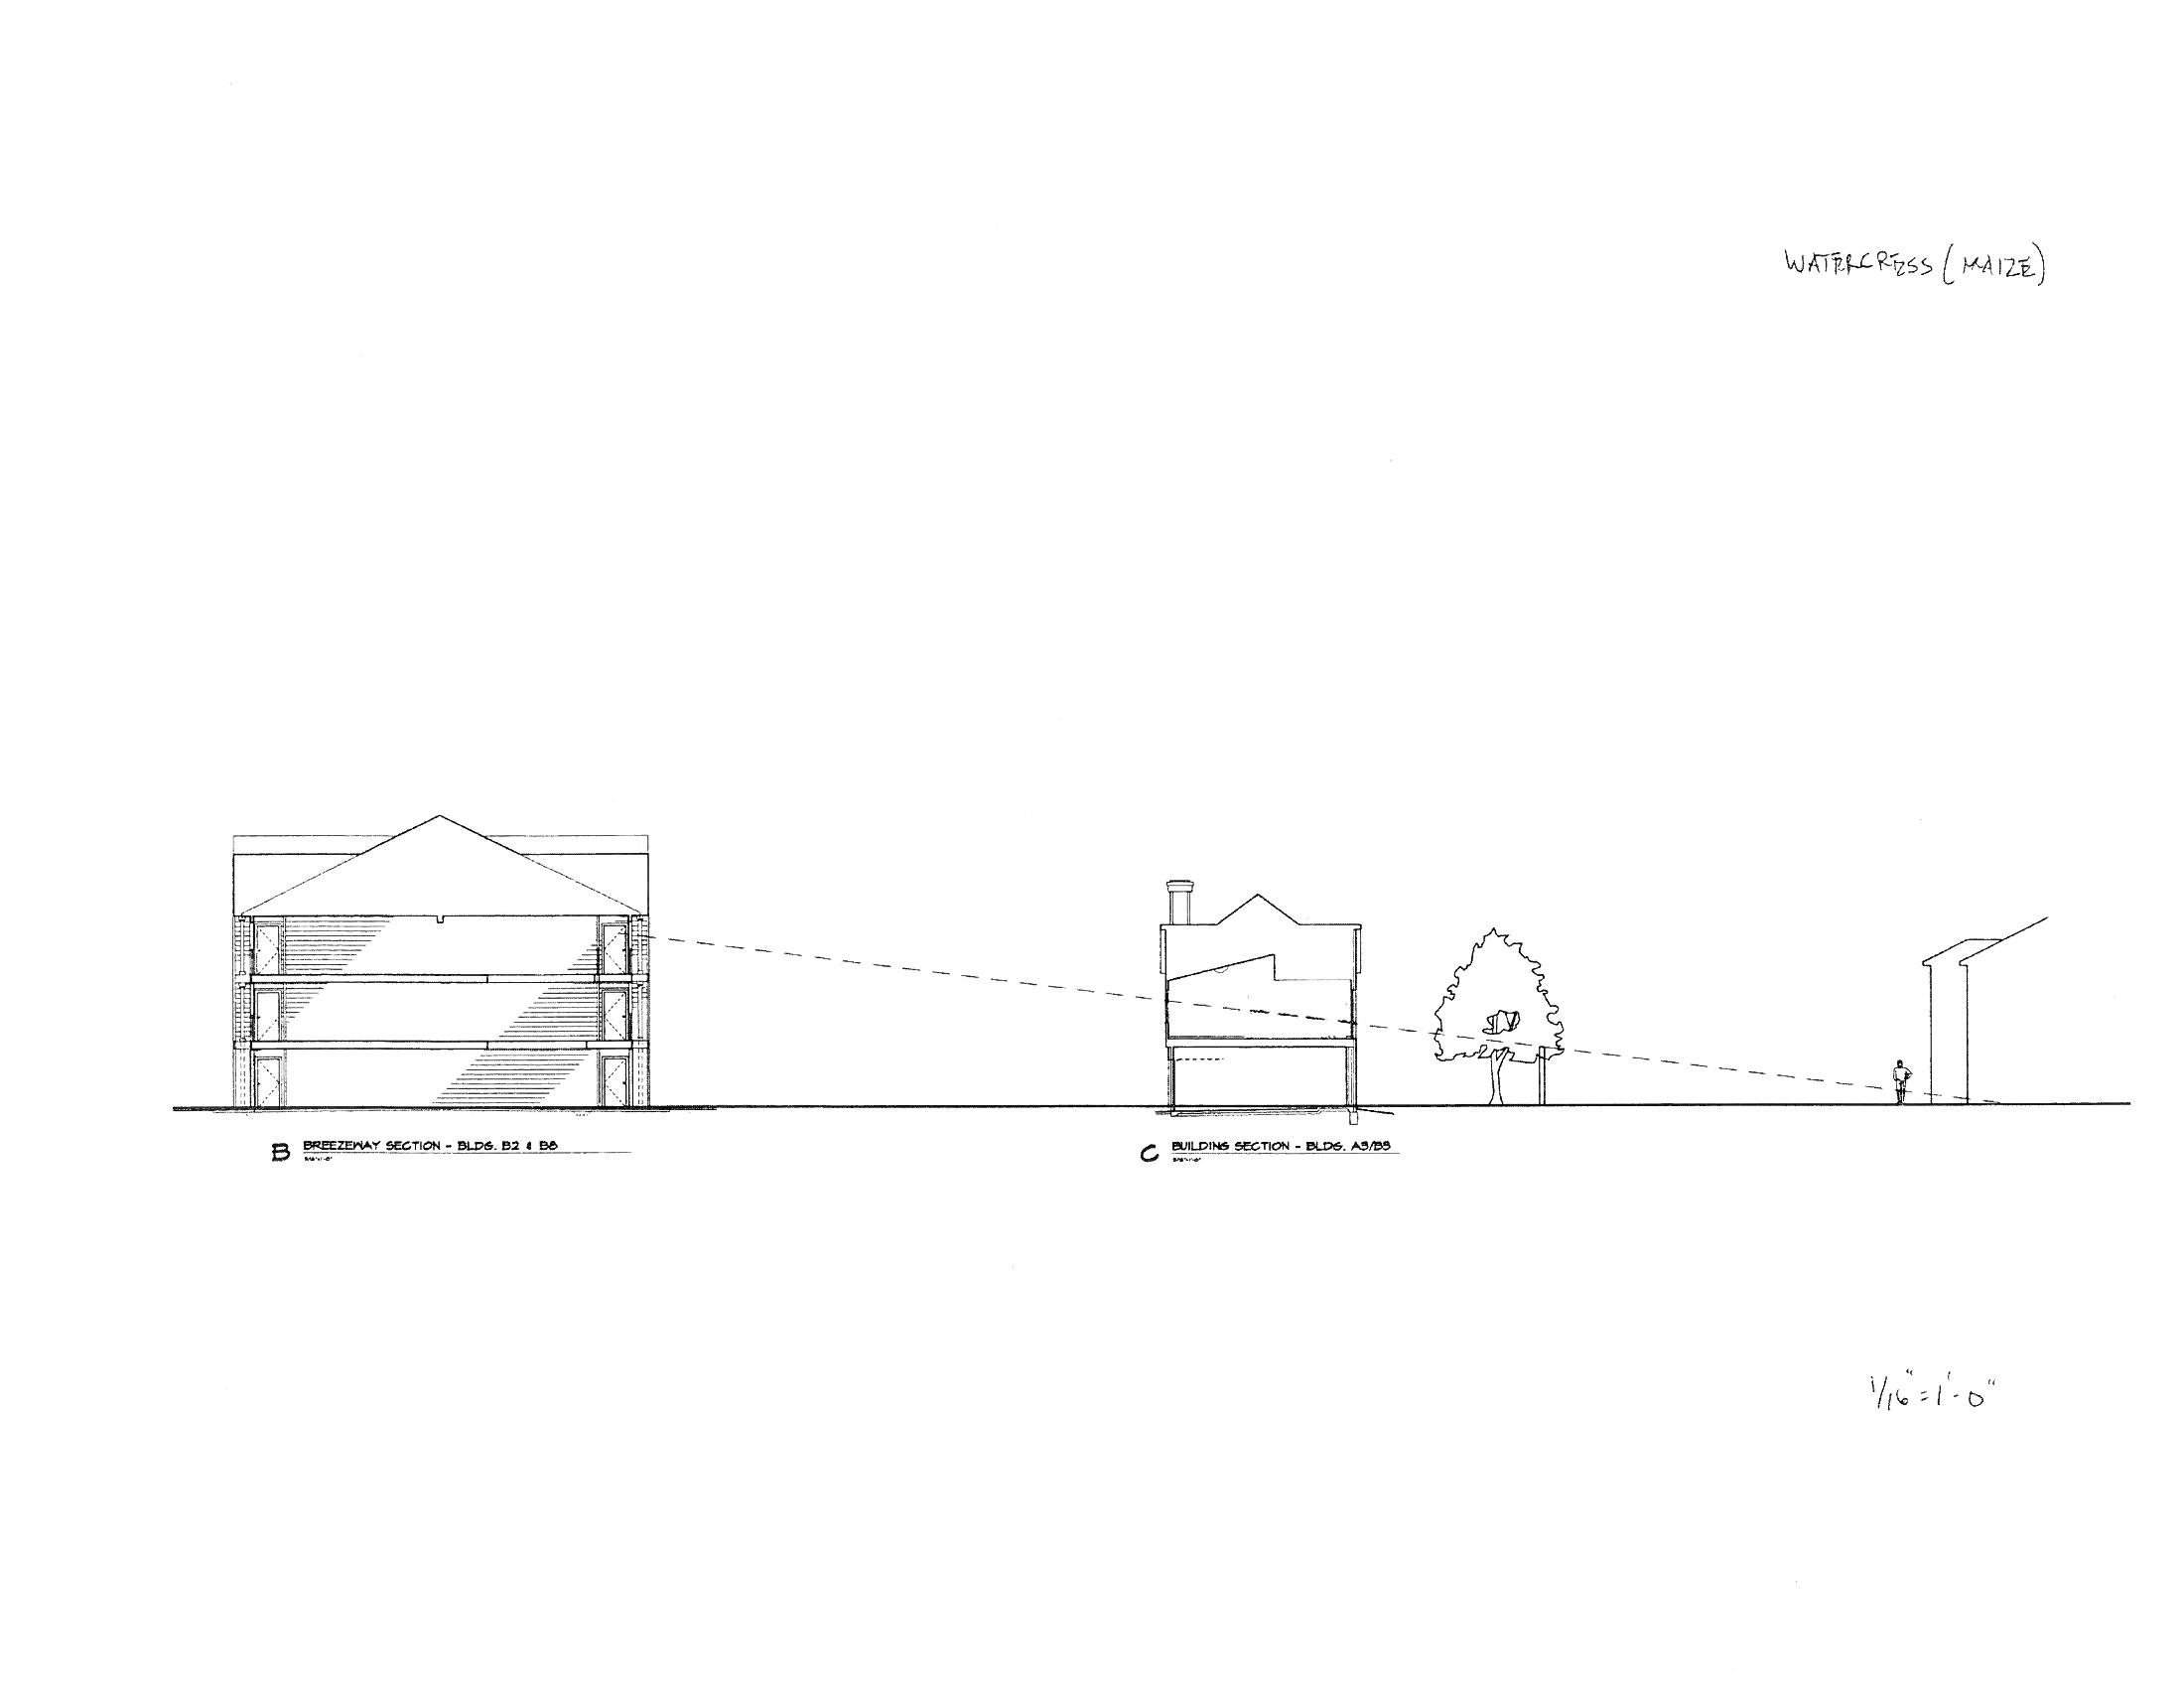 WATERCRESS (MAIZE)
B BREEZEWAY SECTION - BLDG. B2 & B8
C BUILDING SECTION - BLDG. A3/B3
1/16" = 1'-0"